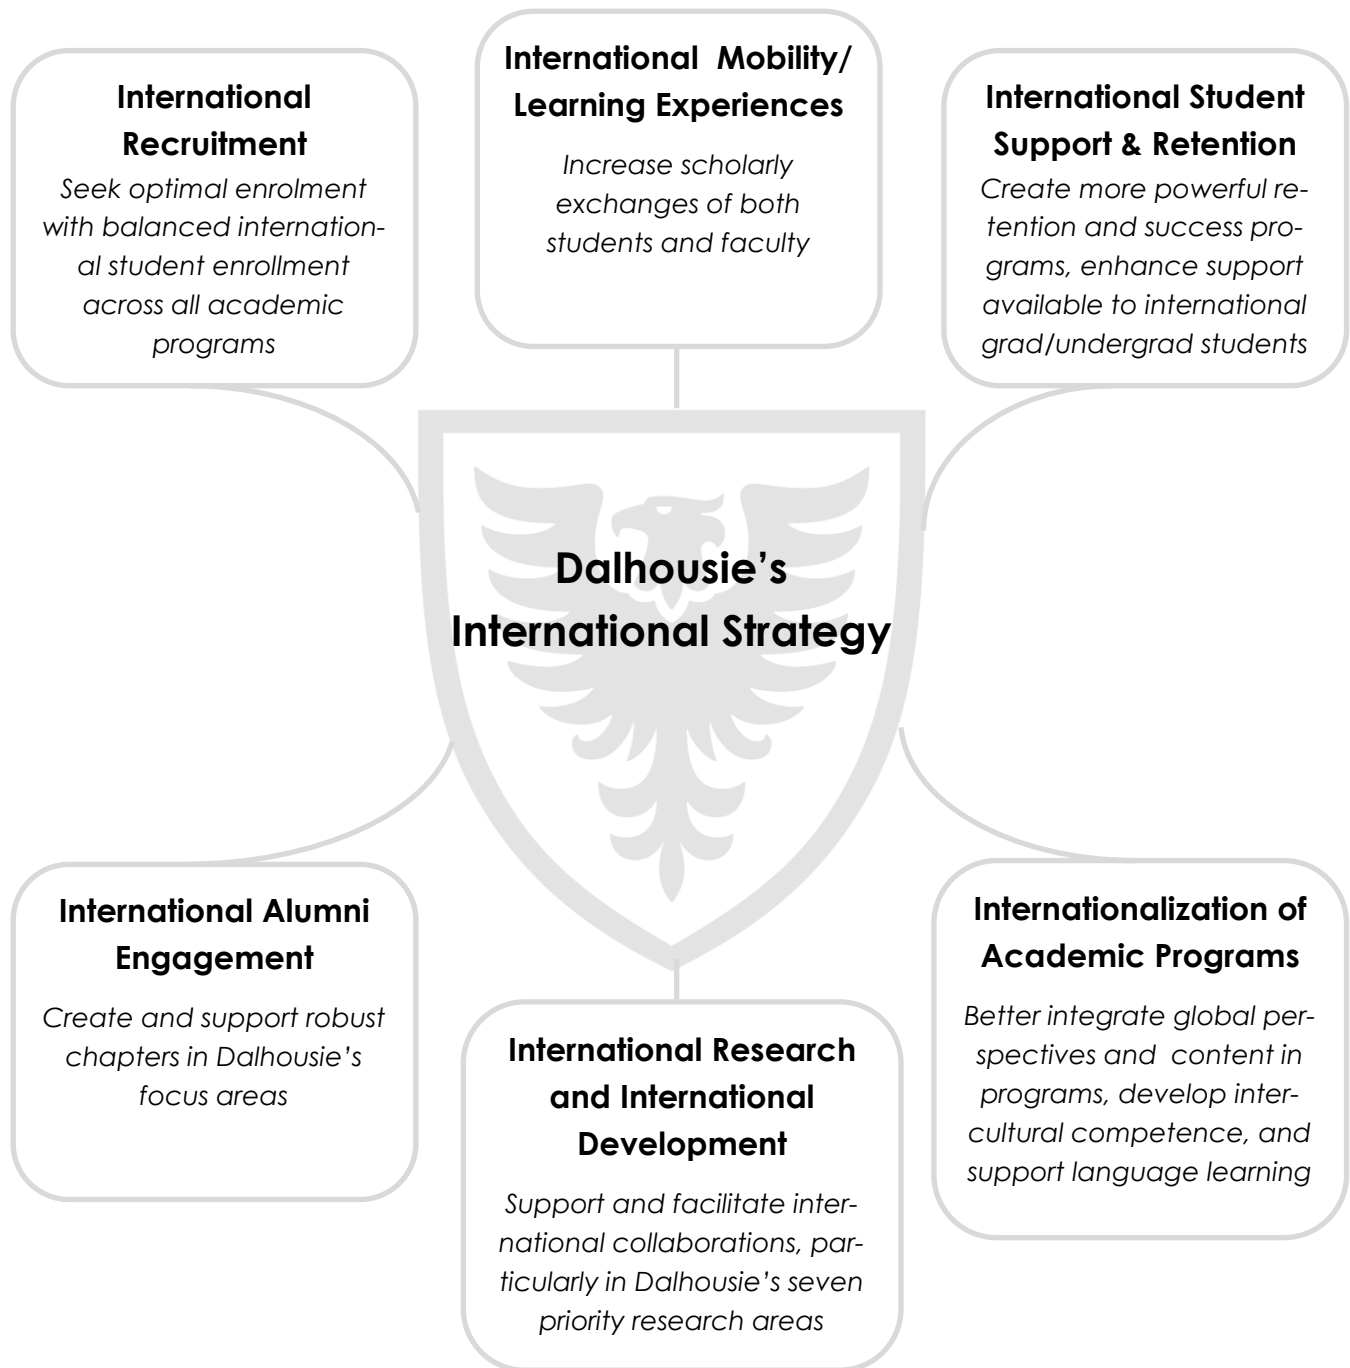 International
Recruitment
Seek optimal enrolment
with balanced internation-
al student enrollment
across all academic
programs
International  Mobility/
Learning Experiences
Increase scholarly
exchanges of both
students and faculty
International Student
Support & Retention
Create more powerful re-
tention and success pro-
grams, enhance support
available to international
grad/undergrad students
Dalhousie’s
International Strategy
International Alumni
Engagement
Create and support robust
chapters in Dalhousie’s
focus areas
International Research
and International
Development
Support and facilitate inter-
national collaborations, par-
ticularly in Dalhousie’s seven
priority research areas
Internationalization of
Academic Programs
Better integrate global per-
spectives and  content in
programs, develop inter-
cultural competence, and
support language learning